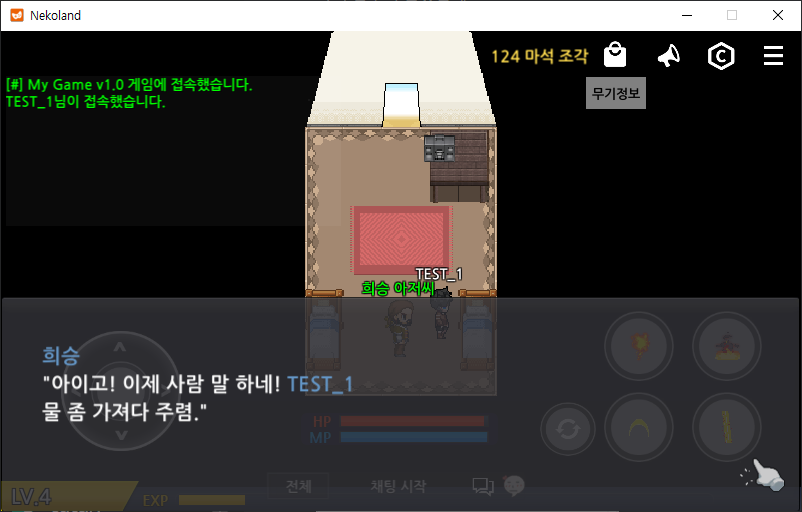 Nekoland
124 마석 조각
[#] My Game v1.0 게임에 접속했습니다.
TEST_1님이 접속했습니다.
무기정보
TEST_1
희승 아저씨
희승
"아이고! 이제 사람 말 하네! TEST_1
물 좀 가져다 주렴."
HP
MP
전체
채팅 시작
LV.4
EXP